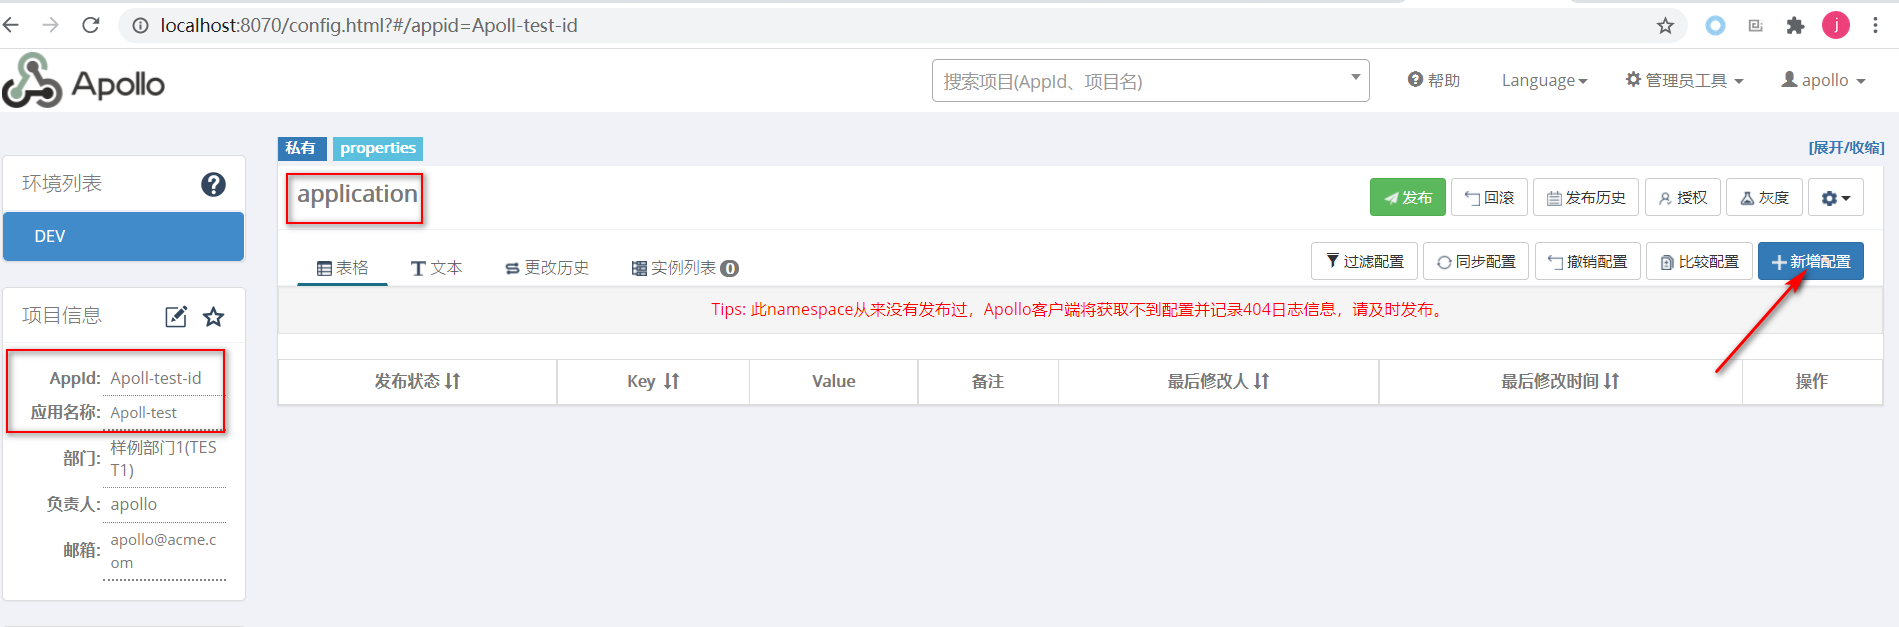 localhost:8070/config.html?#/appid=Apoll-test-id
j
Apollo
搜索项目(AppId、项目名)
帮助
Language
管理员工具
apollo
私有
properties
[展开/收缩]
环境列表
DEV
application
发布
回滚
发布历史
授权
灰度
表格
文本
更改历史
实例列表 0
过滤配置
同步配置
撤销配置
比较配置
新增配置
Tips: 此namespace从来没有发布过，Apollo客户端将获取不到配置并记录404日志信息，请及时发布。
发布状态
Key
Value
备注
最后修改人
最后修改时间
操作
项目信息
AppId: Apoll-test-id
应用名称: Apoll-test
部门: 样例部门1(TES
T1)
负责人: apollo
邮箱: apollo@acme.c
om